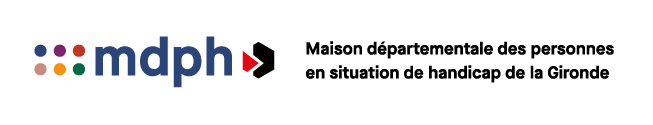 mdph
Maison départementale des personnes
en situation de handicap de la Gironde